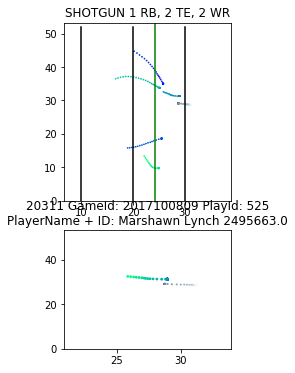 SHOTGUN 1 RB, 2 TE, 2 WR
50
40
30
20
10
0
10 20 30
20311 GameId: 2017100809 PlayId: 525
PlayerName + ID: Marshawn Lynch 2495663.0
40
20
0
25 30